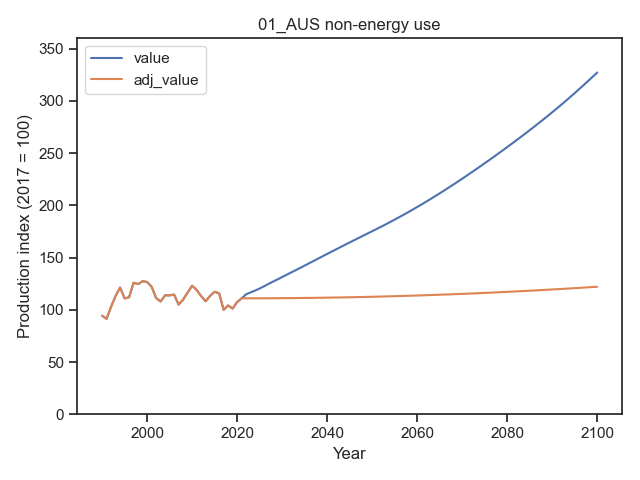 01_AUS non-energy use
value
adj_value
Production index (2017 = 100)
350
300
250
200
150
100
50
0
2000 2020 2040 2060 2080 2100
Year